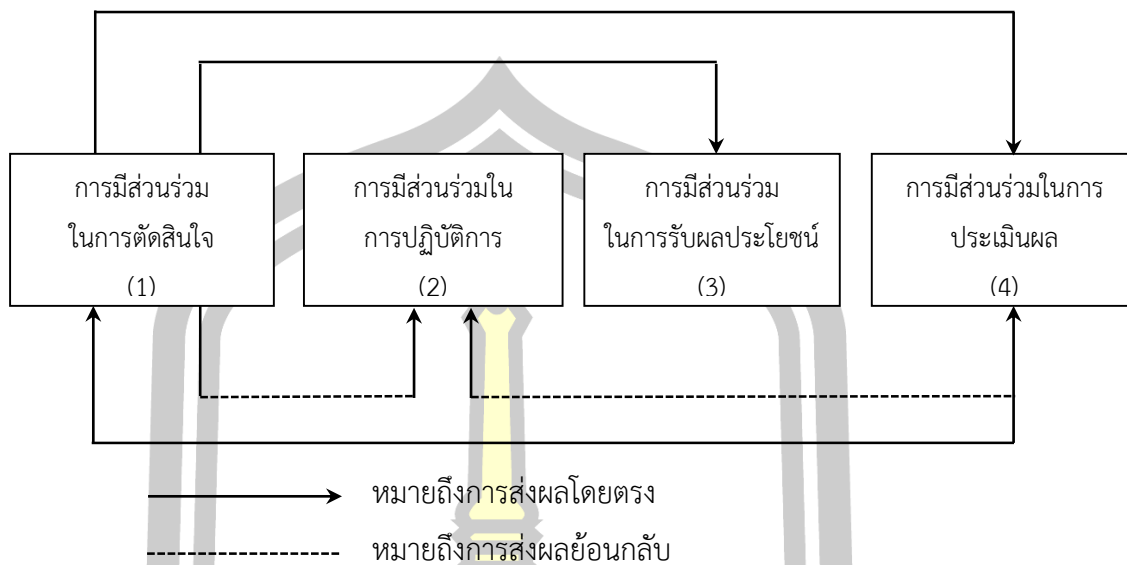 การมีส่วนร่วม
ในการตัดสินใจ
(1)
การมีส่วนร่วมใน
การปฏิบัติการ
(2)
การมีส่วนร่วม
ในการรับผลประโยชน์
(3)
การมีส่วนร่วมในการ
ประเมินผล
(4)
หมายถึงการส่งผลโดยตรง
หมายถึงการส่งผลย้อนกลับ